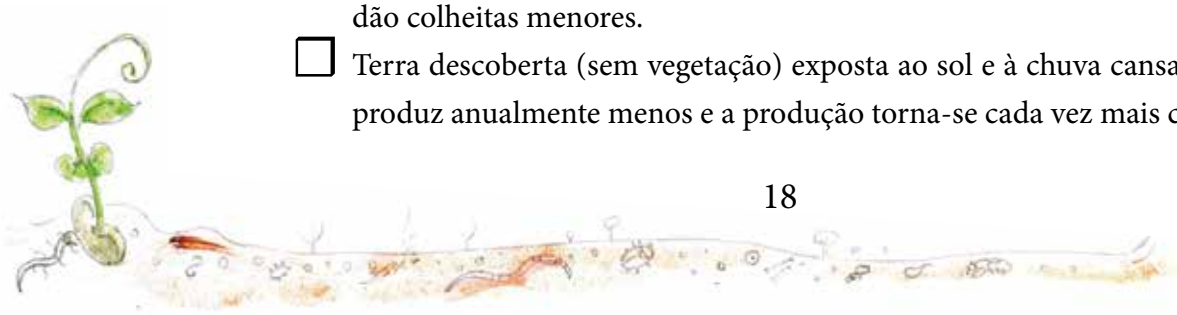 dão colheitas menores.
Terra descoberta (sem vegetação) exposta ao sol e à chuva cansa
produz anualmente menos e a produção torna-se cada vez mais
18